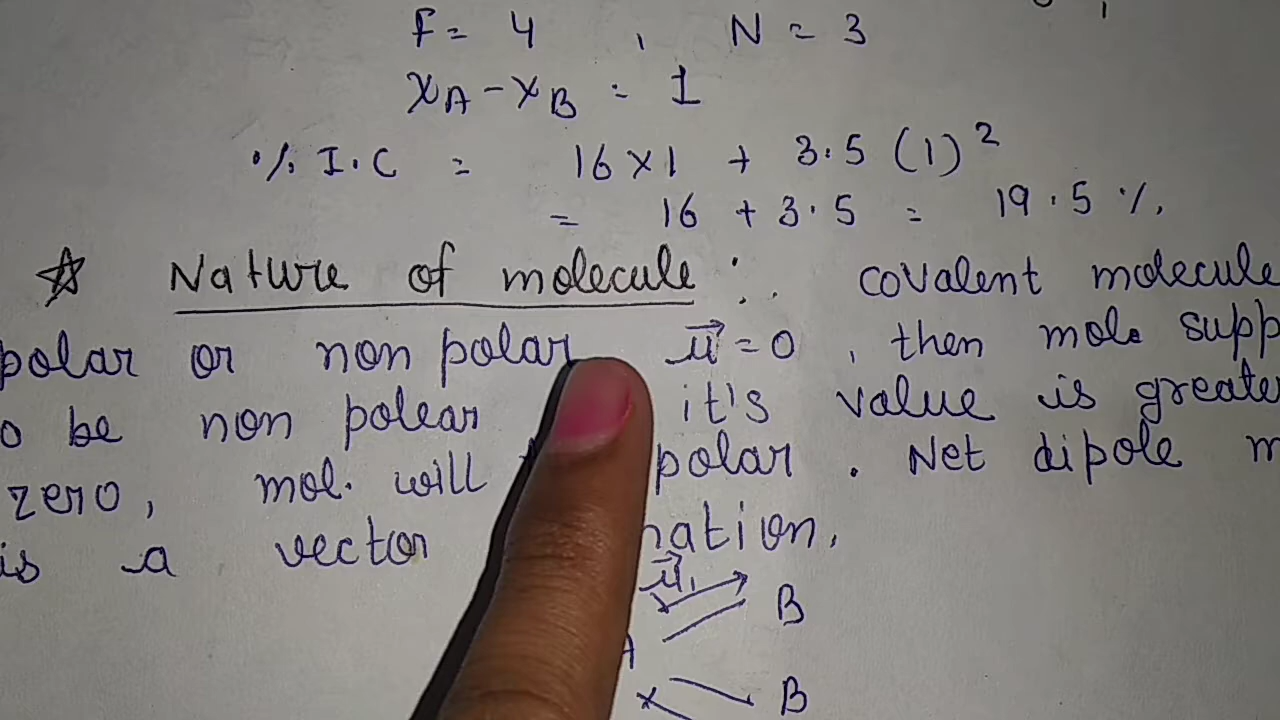 F = 4 , N = 3
XA - XB = 1
% I.C = 16 x 1 + 3.5 (1)²
= 16 + 3.5 = 19.5 %.
☆ Nature of molecule : covalent molecule
polar or non polar μ⃗ = 0 , then mol. supp
be non polear it's value is greate
zero, mol. will polar . Net dipole m
is a vector
μ⃗₁
B
A
B